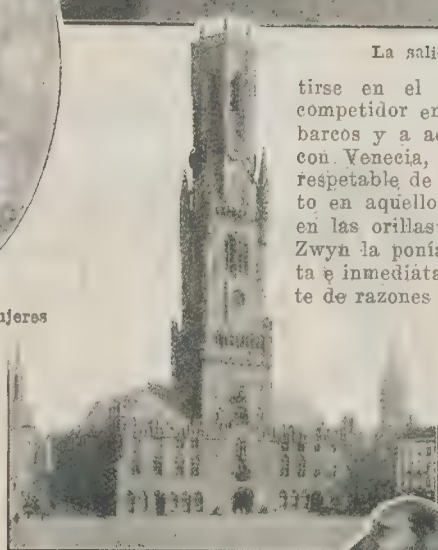 La sali
tirse en el
competidor en
barcos y a ac
con Venecia,
respetable de
to en aquello
en las orillas
Zwyn la ponía
ta e inmediata
te de razones
ujeres